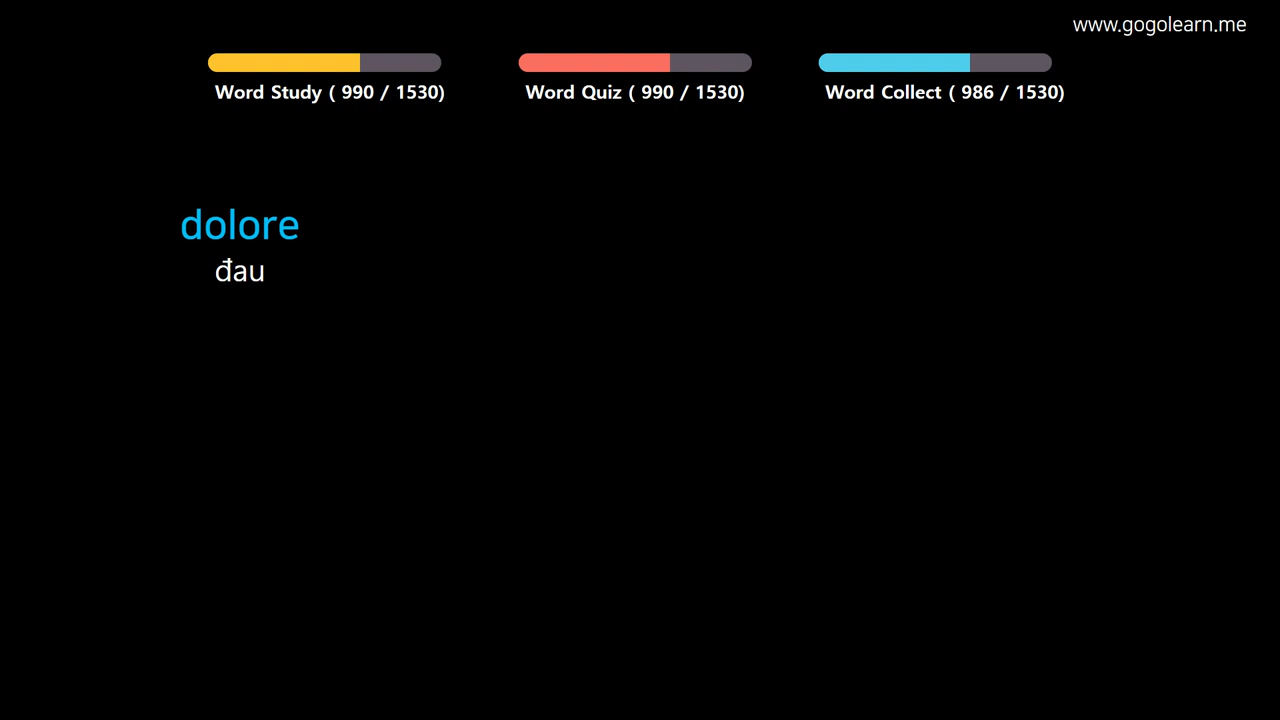 www.gogolearn.me
Word Study ( 990 / 1530)
Word Quiz ( 990 / 1530)
Word Collect ( 986 / 1530)
dolore
đau